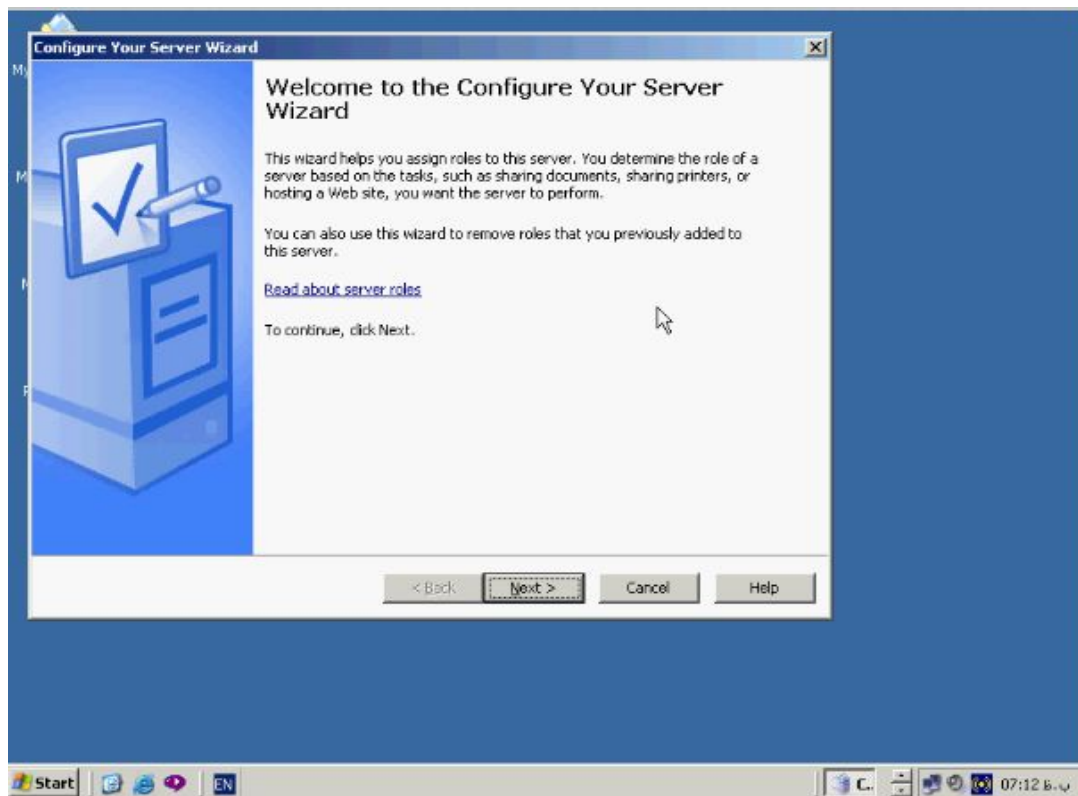 Configure Your Server Wizard
Welcome to the Configure Your Server
Wizard
This wizard helps you assign roles to this server. You determine the role of a
server based on the tasks, such as sharing documents, sharing printers, or
hosting a Web site, you want the server to perform.
You can also use this wizard to remove roles that you previously added to
this server.
Read about server roles
To continue, click Next.
< Back
Next >
Cancel
Help
Start
EN
C..
07:12 ب.ظ